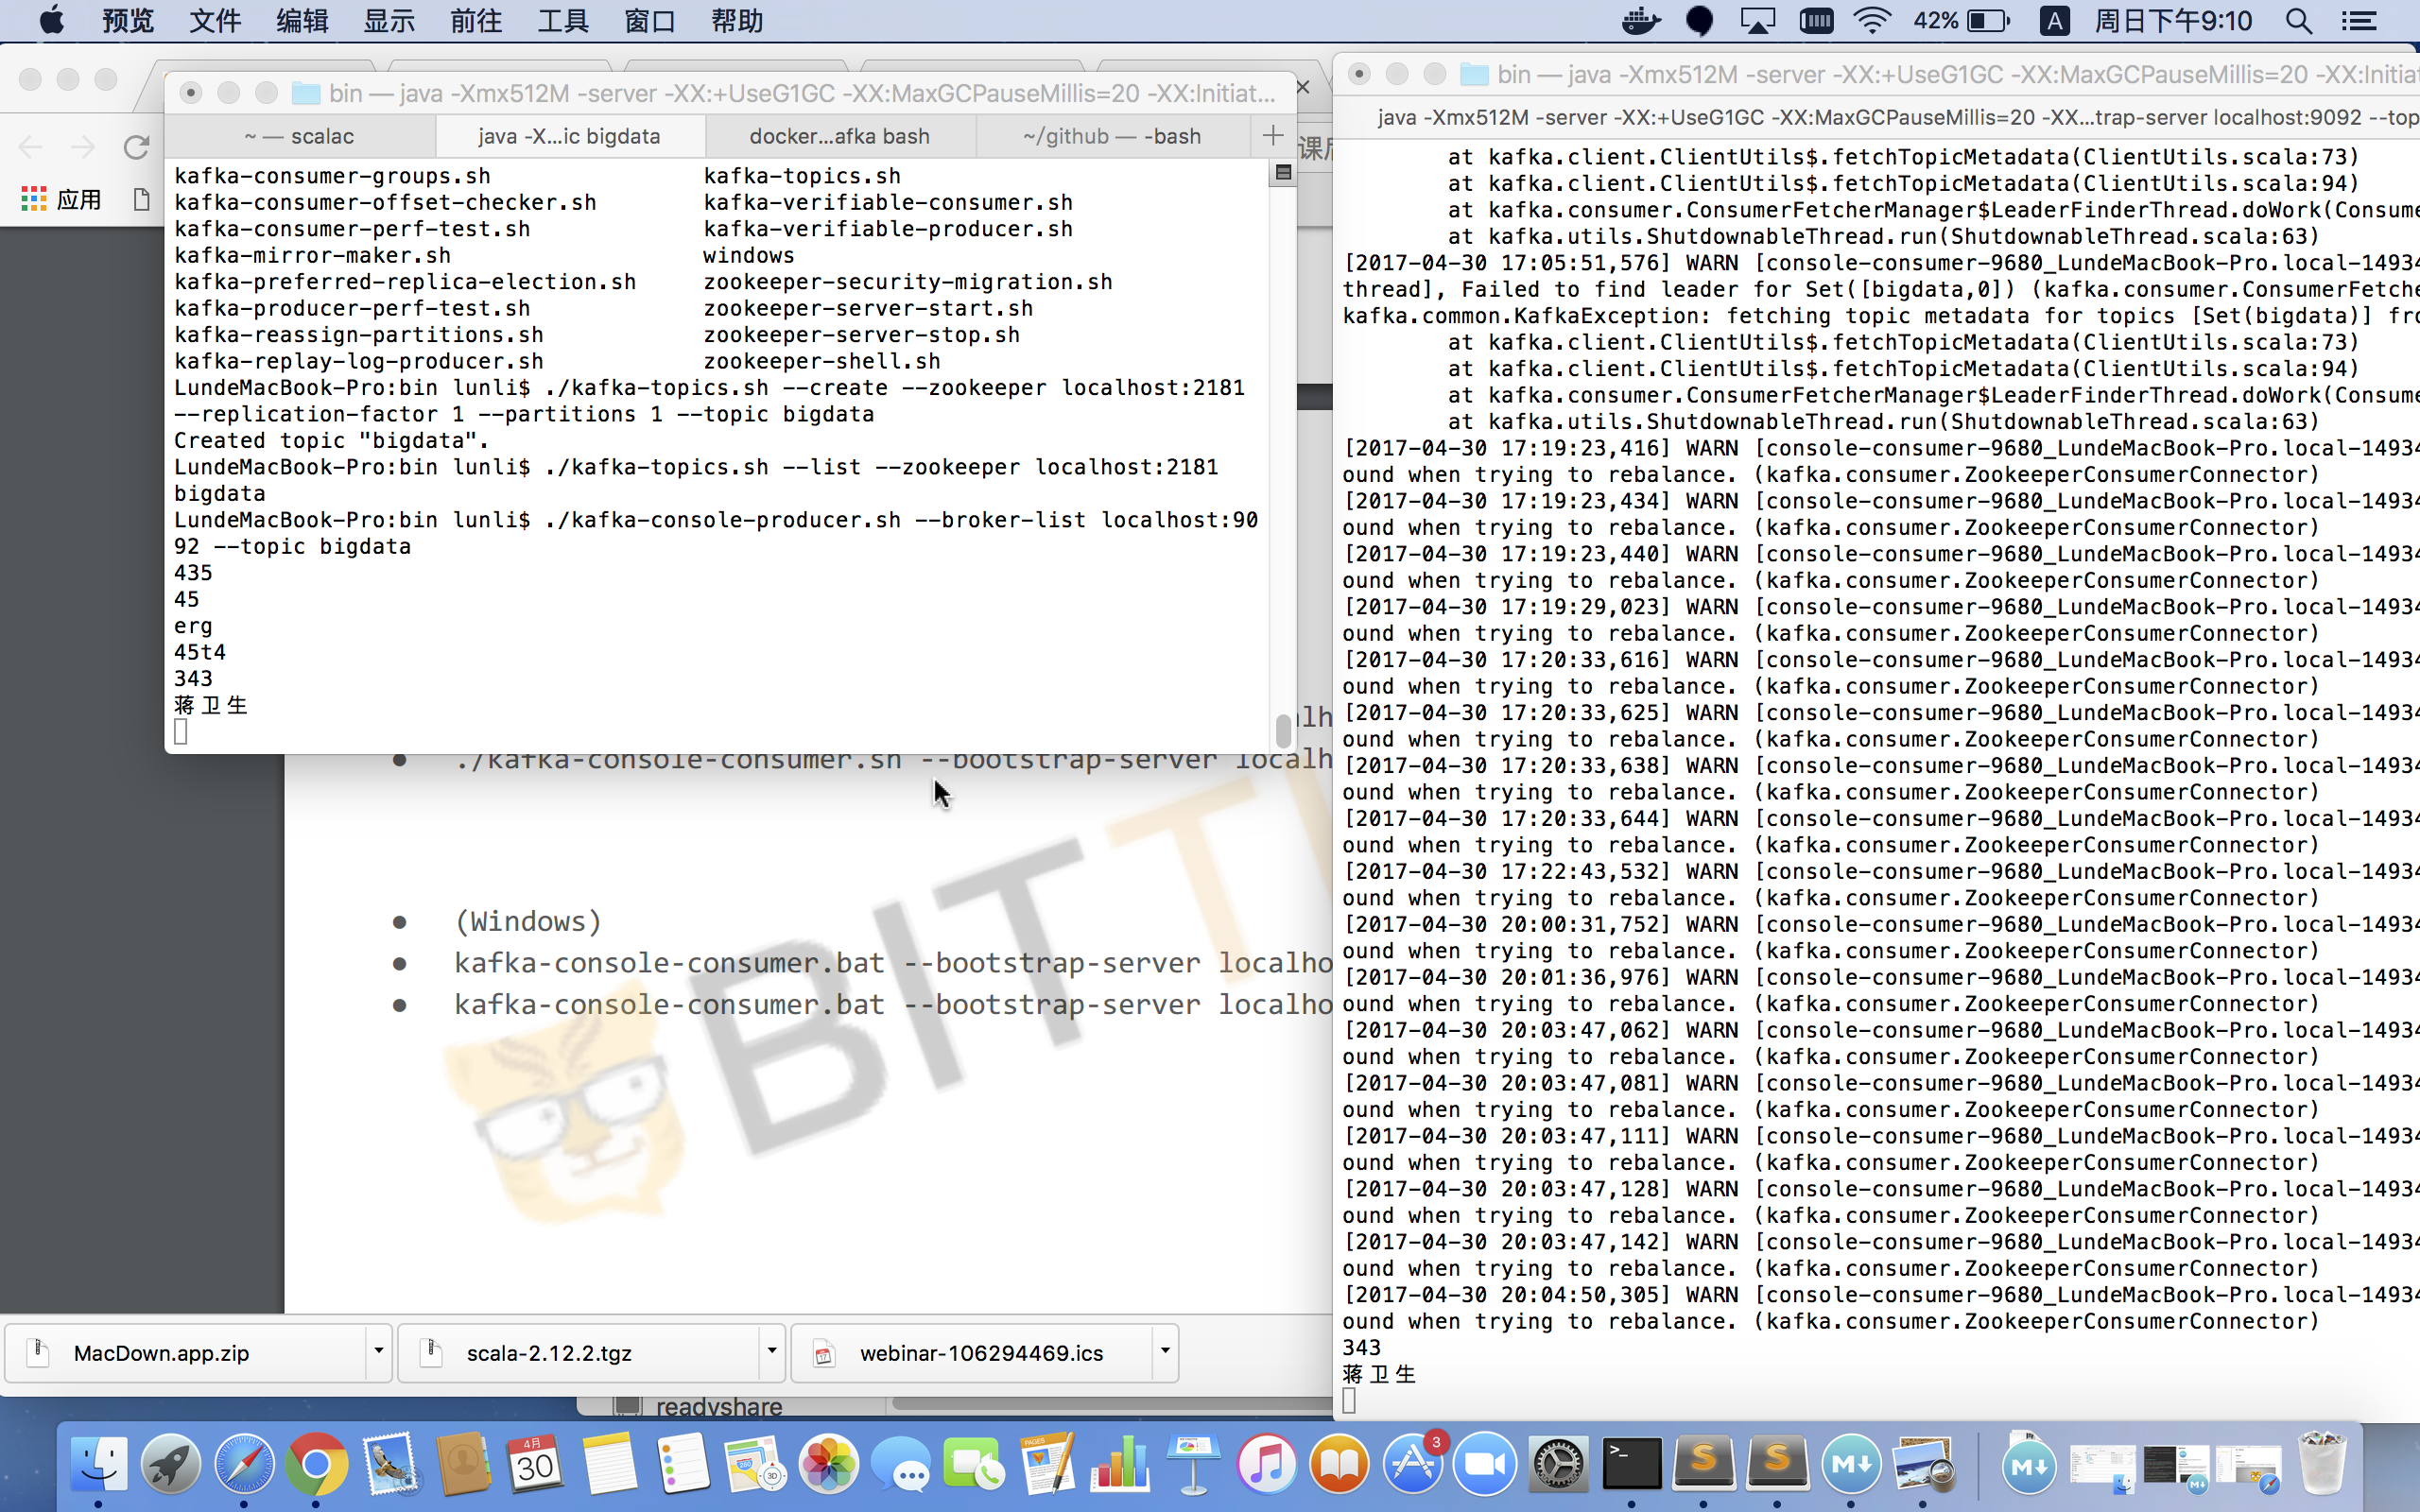 预览 文件 编辑 显示 前往 工具 窗口 帮助 42% A 周日下午9:10
bin — java -Xmx512M -server -XX:+UseG1GC -XX:MaxGCPauseMillis=20 -XX:Initiat...
~ — scalac java -X...ic bigdata docker...afka bash ~/github — -bash
应用
kafka-consumer-groups.sh kafka-topics.sh
kafka-consumer-offset-checker.sh kafka-verifiable-consumer.sh
kafka-consumer-perf-test.sh kafka-verifiable-producer.sh
kafka-mirror-maker.sh windows
kafka-preferred-replica-election.sh zookeeper-security-migration.sh
kafka-producer-perf-test.sh zookeeper-server-start.sh
kafka-reassign-partitions.sh zookeeper-server-stop.sh
kafka-replay-log-producer.sh zookeeper-shell.sh
LundeMacBook-Pro:bin lunli$ ./kafka-topics.sh --create --zookeeper localhost:2181
--replication-factor 1 --partitions 1 --topic bigdata
Created topic "bigdata".
LundeMacBook-Pro:bin lunli$ ./kafka-topics.sh --list --zookeeper localhost:2181
bigdata
LundeMacBook-Pro:bin lunli$ ./kafka-console-producer.sh --broker-list localhost:90
92 --topic bigdata
435
45
erg
45t4
343
蒋卫生
alh
● ./kafka-console-consumer.sh --bootstrap-server localh
● (Windows)
● kafka-console-consumer.bat --bootstrap-server localho
● kafka-console-consumer.bat --bootstrap-server localho
BIT
MacDown.app.zip scala-2.12.2.tgz webinar-106294469.ics
readyshare
bin — java -Xmx512M -server -XX:+UseG1GC -XX:MaxGCPauseMillis=20 -XX:Initia
java -Xmx512M -server -XX:+UseG1GC -XX:MaxGCPauseMillis=20 -XX...trap-server localhost:9092 --top
at kafka.client.ClientUtils$.fetchTopicMetadata(ClientUtils.scala:73)
at kafka.client.ClientUtils$.fetchTopicMetadata(ClientUtils.scala:94)
at kafka.consumer.ConsumerFetcherManager$LeaderFinderThread.doWork(Consume
at kafka.utils.ShutdownableThread.run(ShutdownableThread.scala:63)
[2017-04-30 17:05:51,576] WARN [console-consumer-9680_LundeMacBook-Pro.local-14934
thread], Failed to find leader for Set([bigdata,0]) (kafka.consumer.ConsumerFetche
kafka.common.KafkaException: fetching topic metadata for topics [Set(bigdata)] fro
at kafka.client.ClientUtils$.fetchTopicMetadata(ClientUtils.scala:73)
at kafka.client.ClientUtils$.fetchTopicMetadata(ClientUtils.scala:94)
at kafka.consumer.ConsumerFetcherManager$LeaderFinderThread.doWork(Consume
at kafka.utils.ShutdownableThread.run(ShutdownableThread.scala:63)
[2017-04-30 17:19:23,416] WARN [console-consumer-9680_LundeMacBook-Pro.local-14934
ound when trying to rebalance. (kafka.consumer.ZookeeperConsumerConnector)
[2017-04-30 17:19:23,434] WARN [console-consumer-9680_LundeMacBook-Pro.local-14934
ound when trying to rebalance. (kafka.consumer.ZookeeperConsumerConnector)
[2017-04-30 17:19:23,440] WARN [console-consumer-9680_LundeMacBook-Pro.local-14934
ound when trying to rebalance. (kafka.consumer.ZookeeperConsumerConnector)
[2017-04-30 17:19:29,023] WARN [console-consumer-9680_LundeMacBook-Pro.local-14934
ound when trying to rebalance. (kafka.consumer.ZookeeperConsumerConnector)
[2017-04-30 17:20:33,616] WARN [console-consumer-9680_LundeMacBook-Pro.local-14934
ound when trying to rebalance. (kafka.consumer.ZookeeperConsumerConnector)
[2017-04-30 17:20:33,625] WARN [console-consumer-9680_LundeMacBook-Pro.local-14934
ound when trying to rebalance. (kafka.consumer.ZookeeperConsumerConnector)
[2017-04-30 17:20:33,638] WARN [console-consumer-9680_LundeMacBook-Pro.local-14934
ound when trying to rebalance. (kafka.consumer.ZookeeperConsumerConnector)
[2017-04-30 17:20:33,644] WARN [console-consumer-9680_LundeMacBook-Pro.local-14934
ound when trying to rebalance. (kafka.consumer.ZookeeperConsumerConnector)
[2017-04-30 17:22:43,532] WARN [console-consumer-9680_LundeMacBook-Pro.local-14934
ound when trying to rebalance. (kafka.consumer.ZookeeperConsumerConnector)
[2017-04-30 20:00:31,752] WARN [console-consumer-9680_LundeMacBook-Pro.local-14934
ound when trying to rebalance. (kafka.consumer.ZookeeperConsumerConnector)
[2017-04-30 20:01:36,976] WARN [console-consumer-9680_LundeMacBook-Pro.local-14934
ound when trying to rebalance. (kafka.consumer.ZookeeperConsumerConnector)
[2017-04-30 20:03:47,062] WARN [console-consumer-9680_LundeMacBook-Pro.local-14934
ound when trying to rebalance. (kafka.consumer.ZookeeperConsumerConnector)
[2017-04-30 20:03:47,081] WARN [console-consumer-9680_LundeMacBook-Pro.local-14934
ound when trying to rebalance. (kafka.consumer.ZookeeperConsumerConnector)
[2017-04-30 20:03:47,111] WARN [console-consumer-9680_LundeMacBook-Pro.local-14934
ound when trying to rebalance. (kafka.consumer.ZookeeperConsumerConnector)
[2017-04-30 20:03:47,128] WARN [console-consumer-9680_LundeMacBook-Pro.local-14934
ound when trying to rebalance. (kafka.consumer.ZookeeperConsumerConnector)
[2017-04-30 20:03:47,142] WARN [console-consumer-9680_LundeMacBook-Pro.local-14934
ound when trying to rebalance. (kafka.consumer.ZookeeperConsumerConnector)
[2017-04-30 20:04:50,305] WARN [console-consumer-9680_LundeMacBook-Pro.local-14934
ound when trying to rebalance. (kafka.consumer.ZookeeperConsumerConnector)
343
蒋卫生
4月 30 PAGES 3D 3